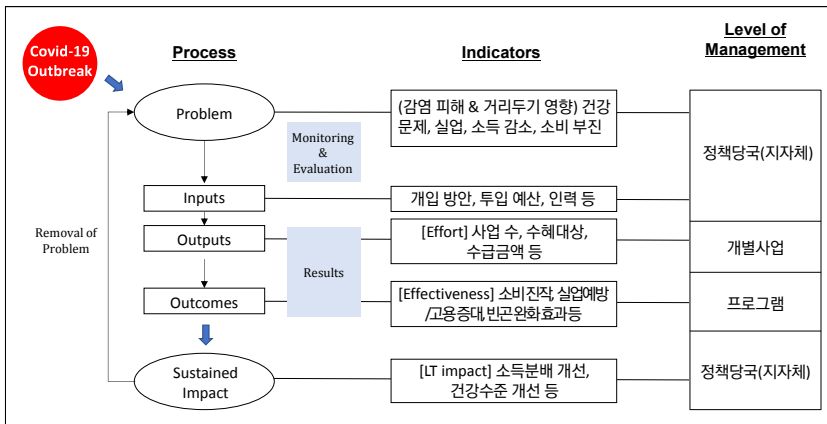 Covid-19
Outbreak
Process
Indicators
Level of
Management
Problem
(감염 피해 & 거리두기 영향) 건강
문제, 실업, 소득 감소, 소비 부진
정책당국(지자체)
Monitoring
&
Evaluation
Inputs
개입 방안, 투입 예산, 인력 등
Removal of
Problem
Outputs
[Effort] 사업 수, 수혜대상,
수급금액 등
개별사업
Results
Outcomes
[Effectiveness] 소비진작, 실업예방
/고용증대,빈곤완화효과등
프로그램
Sustained
Impact
[LT impact] 소득분배 개선,
건강수준 개선 등
정책당국(지자체)